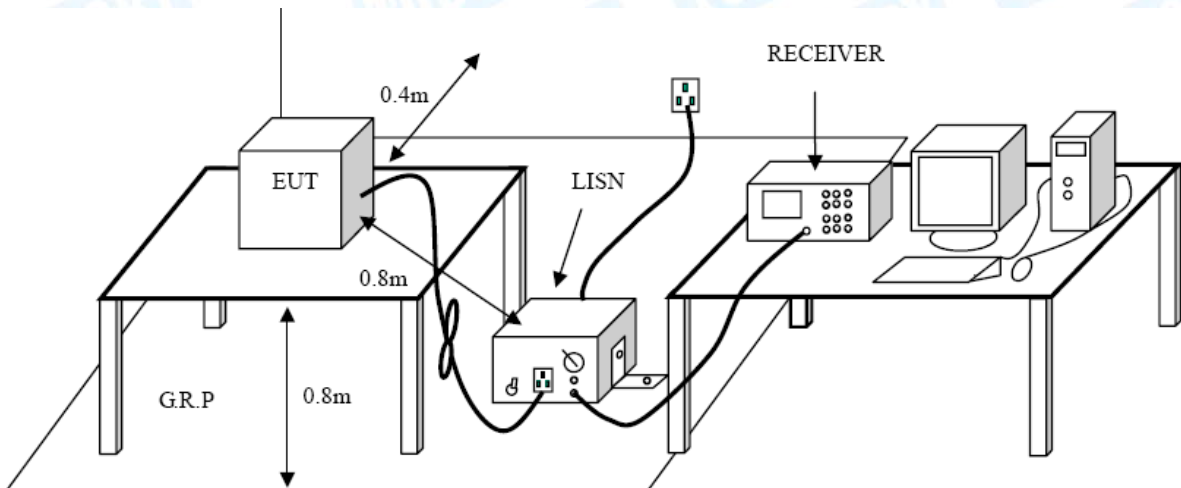 RECEIVER
0.4m
EUT
LISN
0.8m
G.R.P
0.8m